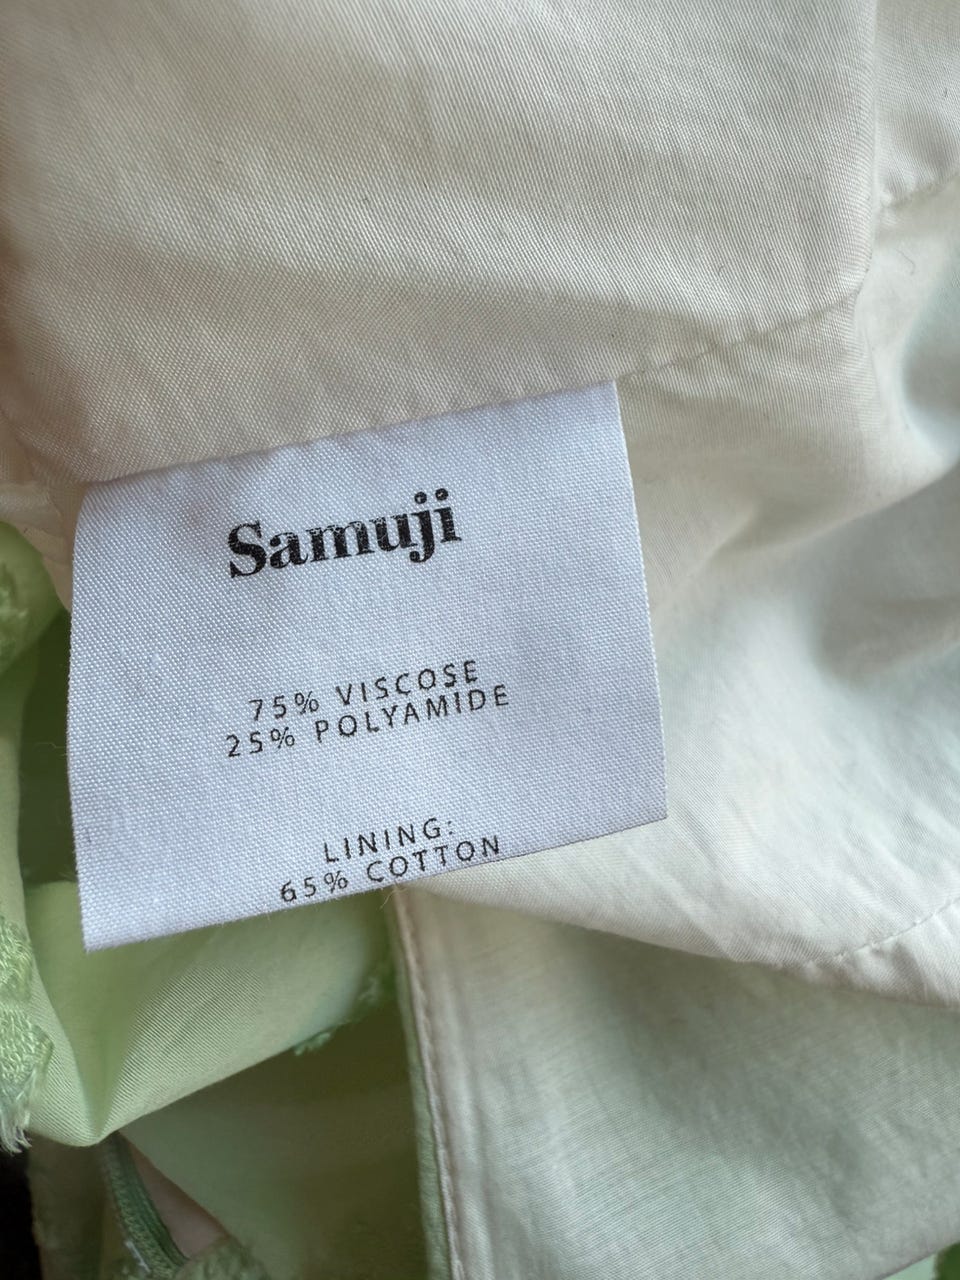 Samuji
75% VISCOSE
25% POLYAMIDE
LINING:
65% COTTON